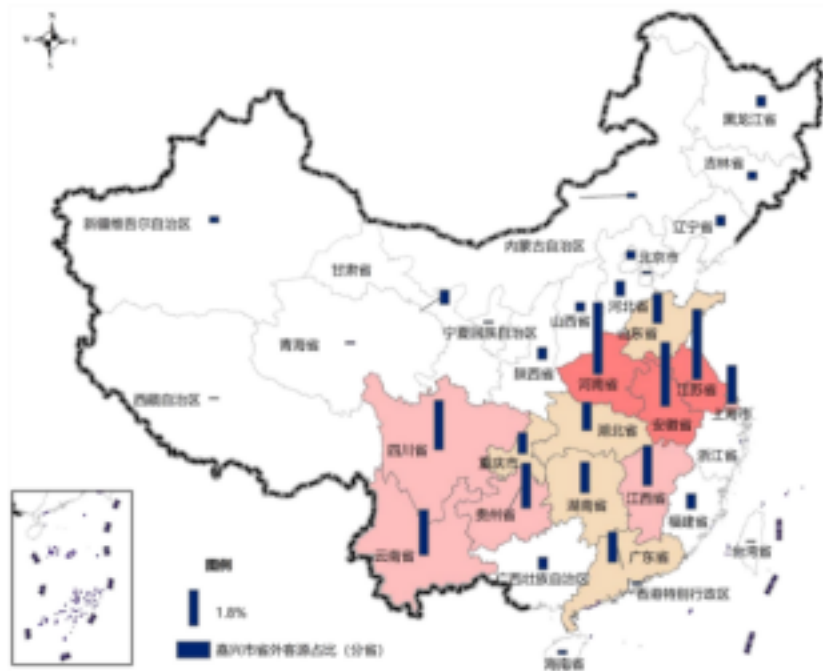 N
W
E
S
黑龙江省
吉林省
辽宁省
新疆维吾尔自治区
内蒙古自治区
北京市
甘肃省
河北省
山西省
山东省
宁夏回族自治区
青海省
陕西省
河南省
江苏省
上海市
西藏自治区
安徽省
四川省
湖北省
重庆市
浙江省
江西省
湖南省
贵州省
福建省
云南省
台湾省
广东省
广西壮族自治区
香港特别行政区
海南省
图例
1.8%
嘉兴市省外客源占比（分省）